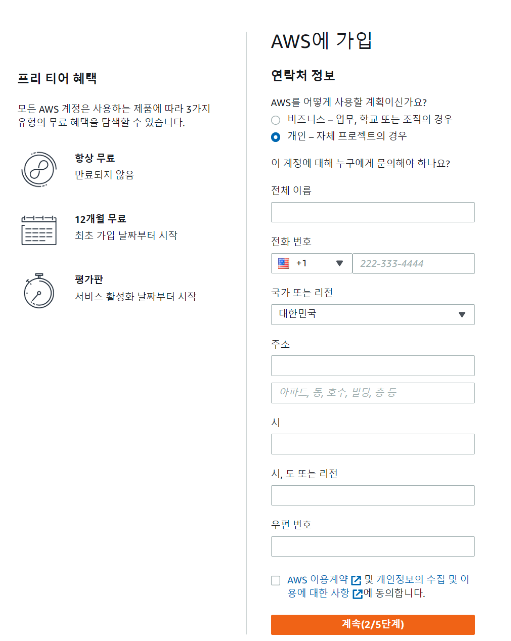 프리 티어 혜택
모든 AWS 계정은 사용하는 제품에 따라 3가지
유형의 무료 혜택을 탐색할 수 있습니다.
항상 무료
만료되지 않음
12개월 무료
최초 가입 날짜부터 시작
평가판
서비스 활성화 날짜부터 시작
AWS에 가입
연락처 정보
AWS를 어떻게 사용할 계획이신가요?
비즈니스 – 업무, 학교 또는 조직의 경우
개인 – 자체 프로젝트의 경우
이 계정에 대해 누구에게 문의해야 하나요?
전체 이름
전화 번호
+1 222-333-4444
국가 또는 리전
대한민국
주소
아파트, 동, 호수, 빌딩, 층 등
시
시, 도 또는 리전
우편 번호
AWS 이용계약 및 개인정보의 수집 및 이
용에 대한 사항 에 동의합니다.
계속(2/5단계)